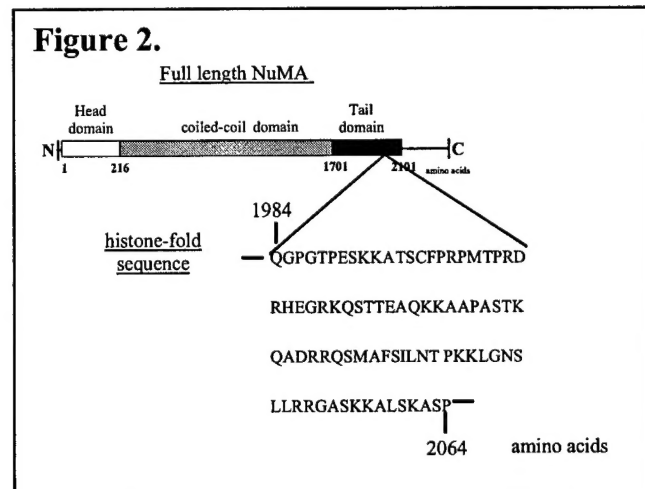 Figure 2.
Full length NuMA
Head domain
coiled-coil domain
Tail domain
N
C
1
216
1701
2101
amino acids
1984
histone-fold sequence
QGPGTPESKKATSCFPRPMTPRD
RHEGRKQSTTEAQKKAAPASTK
QADRRQSMAFSILNT PKKLGNS
LLRRGASKKALSKASP
2064
amino acids